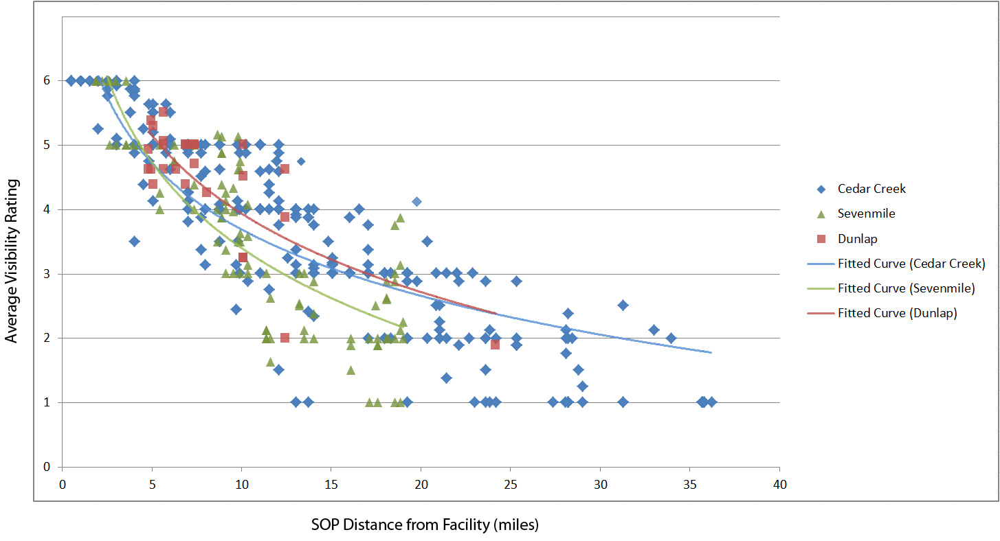 Average Visibility Rating
6
5
4
3
2
1
0
0 5 10 15 20 25 30 35 40
SOP Distance from Facility (miles)
Cedar Creek
Sevenmile
Dunlap
Fitted Curve (Cedar Creek)
Fitted Curve (Sevenmile)
Fitted Curve (Dunlap)